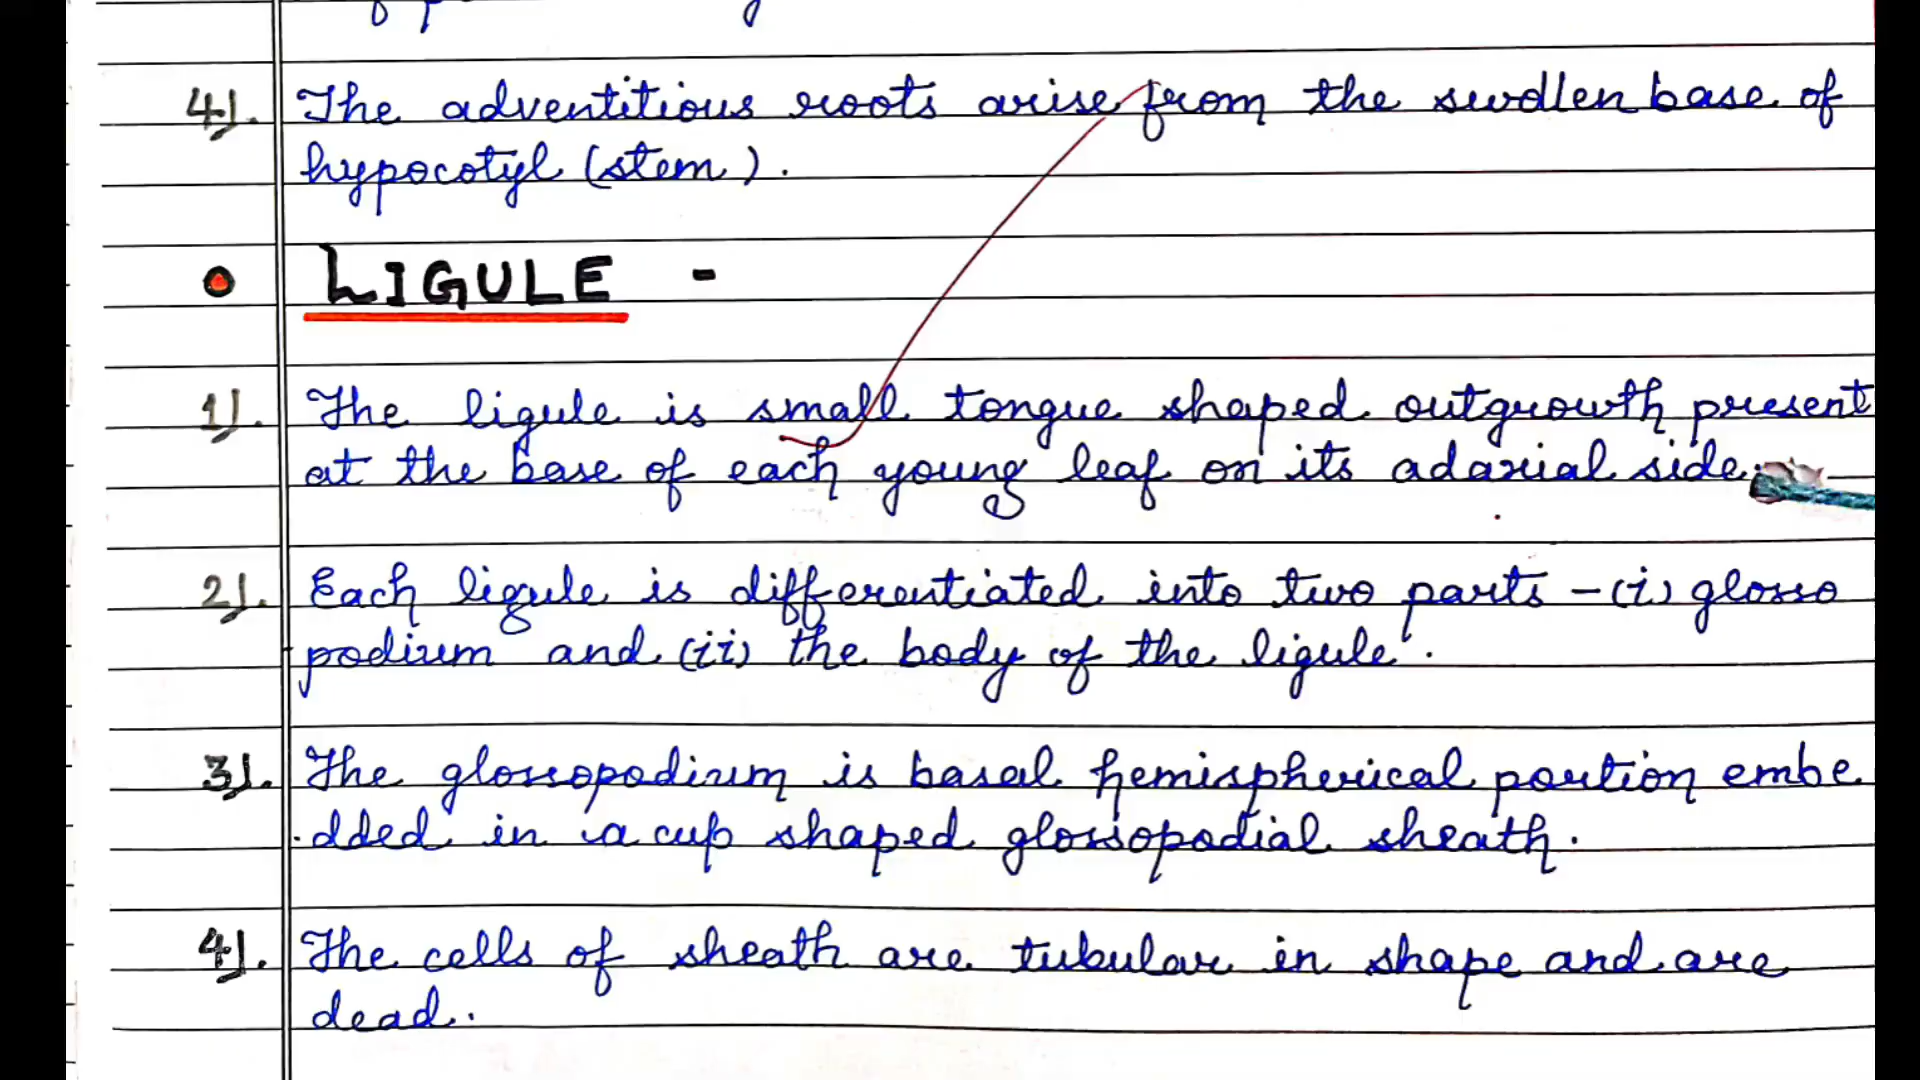 4). The adventitious roots arise from the swollen base of
hypocotyl (stem).
LIGULE -
1). The ligule is small tongue shaped outgrowth present
at the base of each young leaf on its adaxial side.
2). Each ligule is differentiated into two parts - (i) glosso
podium and (ii) the body of the ligule.
3). The glossopodium is basal hemispherical portion embe
dded in a cup shaped glossopodial sheath.
4). The cells of sheath are tubular in shape and are
dead.